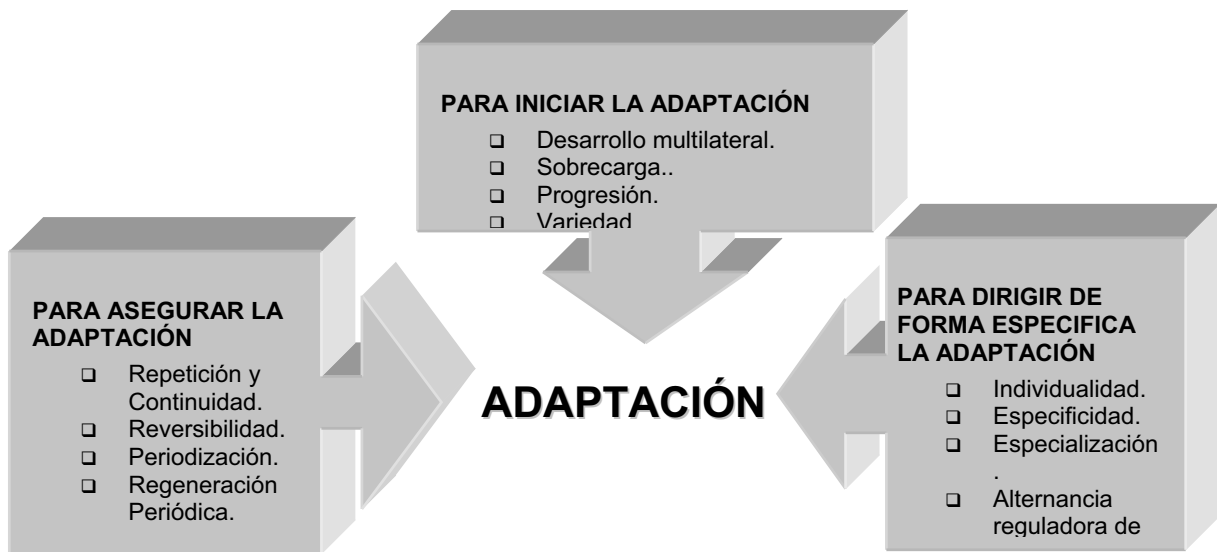 PARA INICIAR LA ADAPTACIÓN
❑ Desarrollo multilateral.
❑ Sobrecarga..
❑ Progresión.
❑ Variedad
PARA ASEGURAR LA
ADAPTACIÓN
❑ Repetición y
Continuidad.
❑ Reversibilidad.
❑ Periodización.
❑ Regeneración
Periódica.
ADAPTACIÓN
PARA DIRIGIR DE
FORMA ESPECIFICA
LA ADAPTACIÓN
❑ Individualidad.
❑ Especificidad.
❑ Especialización
.
❑ Alternancia
reguladora de